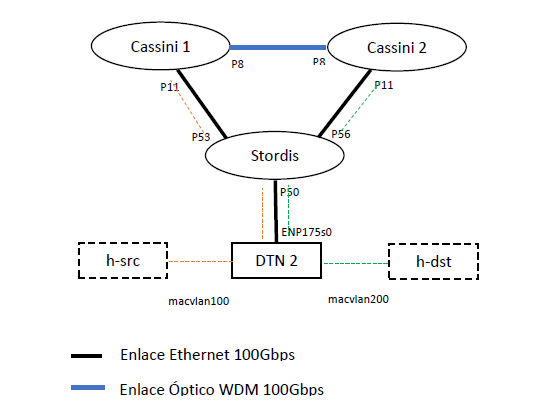 Cassini 1
Cassini 2
P8
P8
P11
P11
P53
P56
Stordis
P50
ENP175s0
h-src
DTN 2
h-dst
macvlan100
macvlan200
Enlace Ethernet 100Gbps
Enlace Óptico WDM 100Gbps